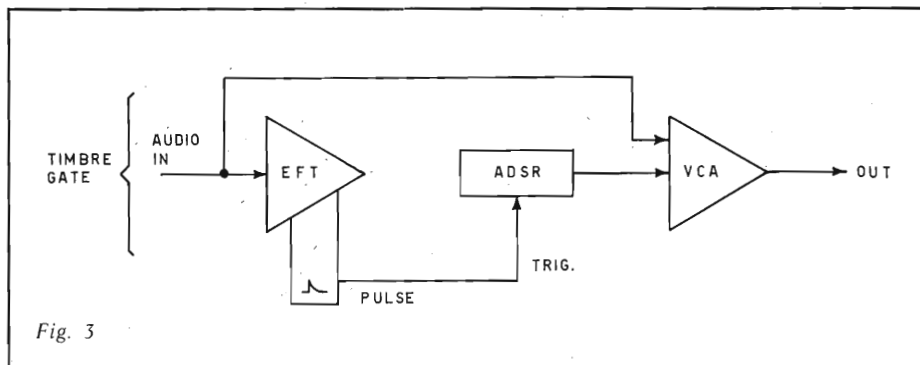 TIMBRE
GATE
AUDIO
IN
EFT
ADSR
VCA
OUT
TRIG.
PULSE
Fig. 3